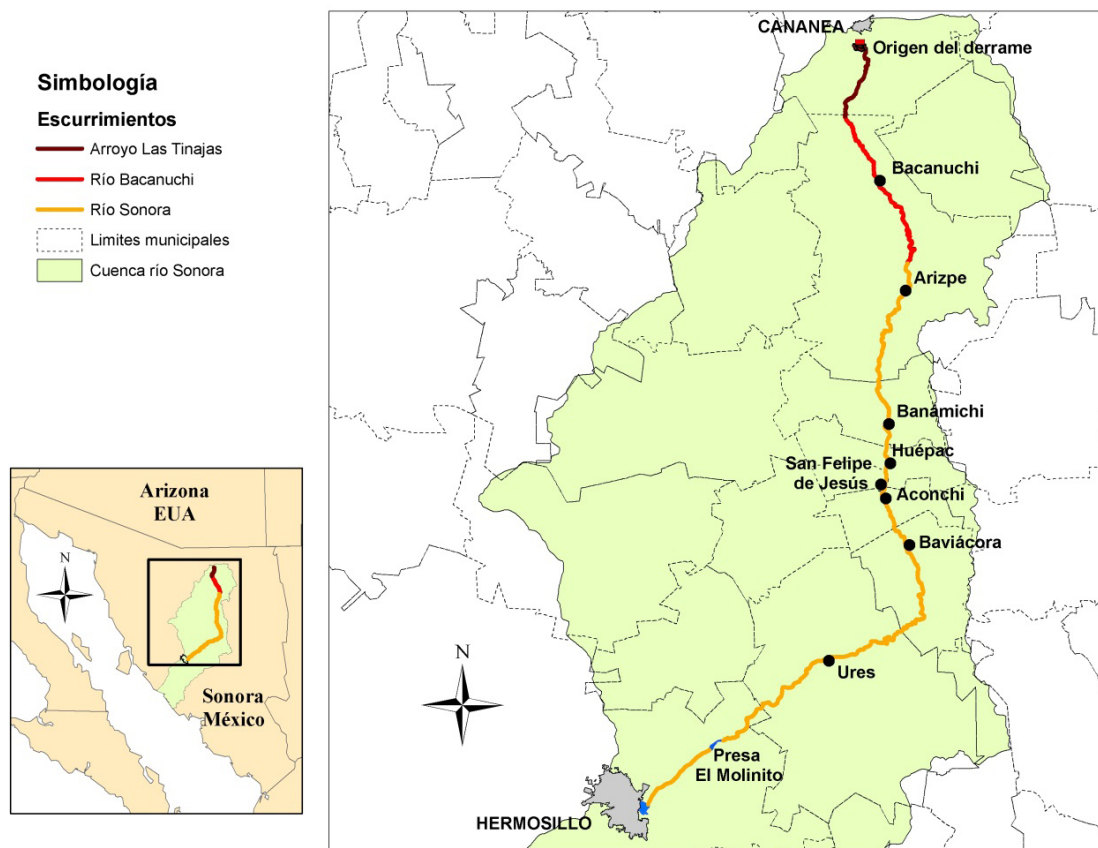 Simbología
Escurrimientos
Arroyo Las Tinajas
Río Bacanuchi
Río Sonora
Limites municipales
Cuenca río Sonora
CANANEA
Origen del derrame
Bacanuchi
Arizpe
Banámichi
Huépac
San Felipe
de Jesús
Aconchi
Baviácora
Ures
Presa
El Molinito
HERMOSILLO
N
Arizona
EUA
N
Sonora
México